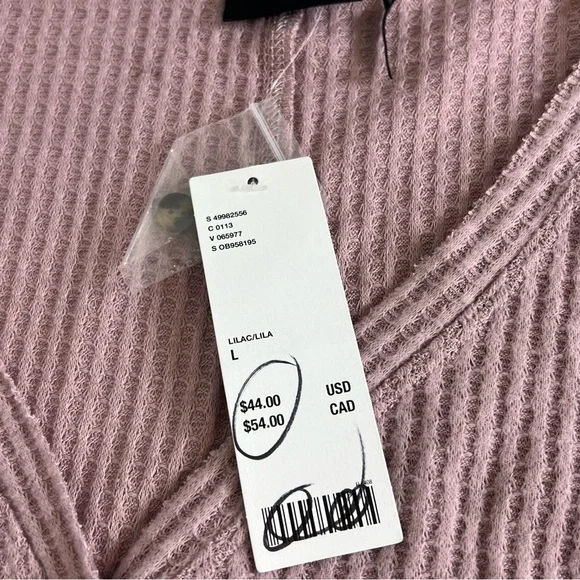 S 49982556
C 0113
V 065977
S OB958195
LILAC/LILA
L
$44.00 USD
$54.00 CAD